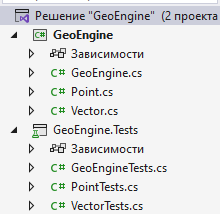 Решение "GeoEngine" (2 проекта
GeoEngine
Зависимости
C# GeoEngine.cs
C# Point.cs
C# Vector.cs
GeoEngine.Tests
Зависимости
C# GeoEngineTests.cs
C# PointTests.cs
C# VectorTests.cs